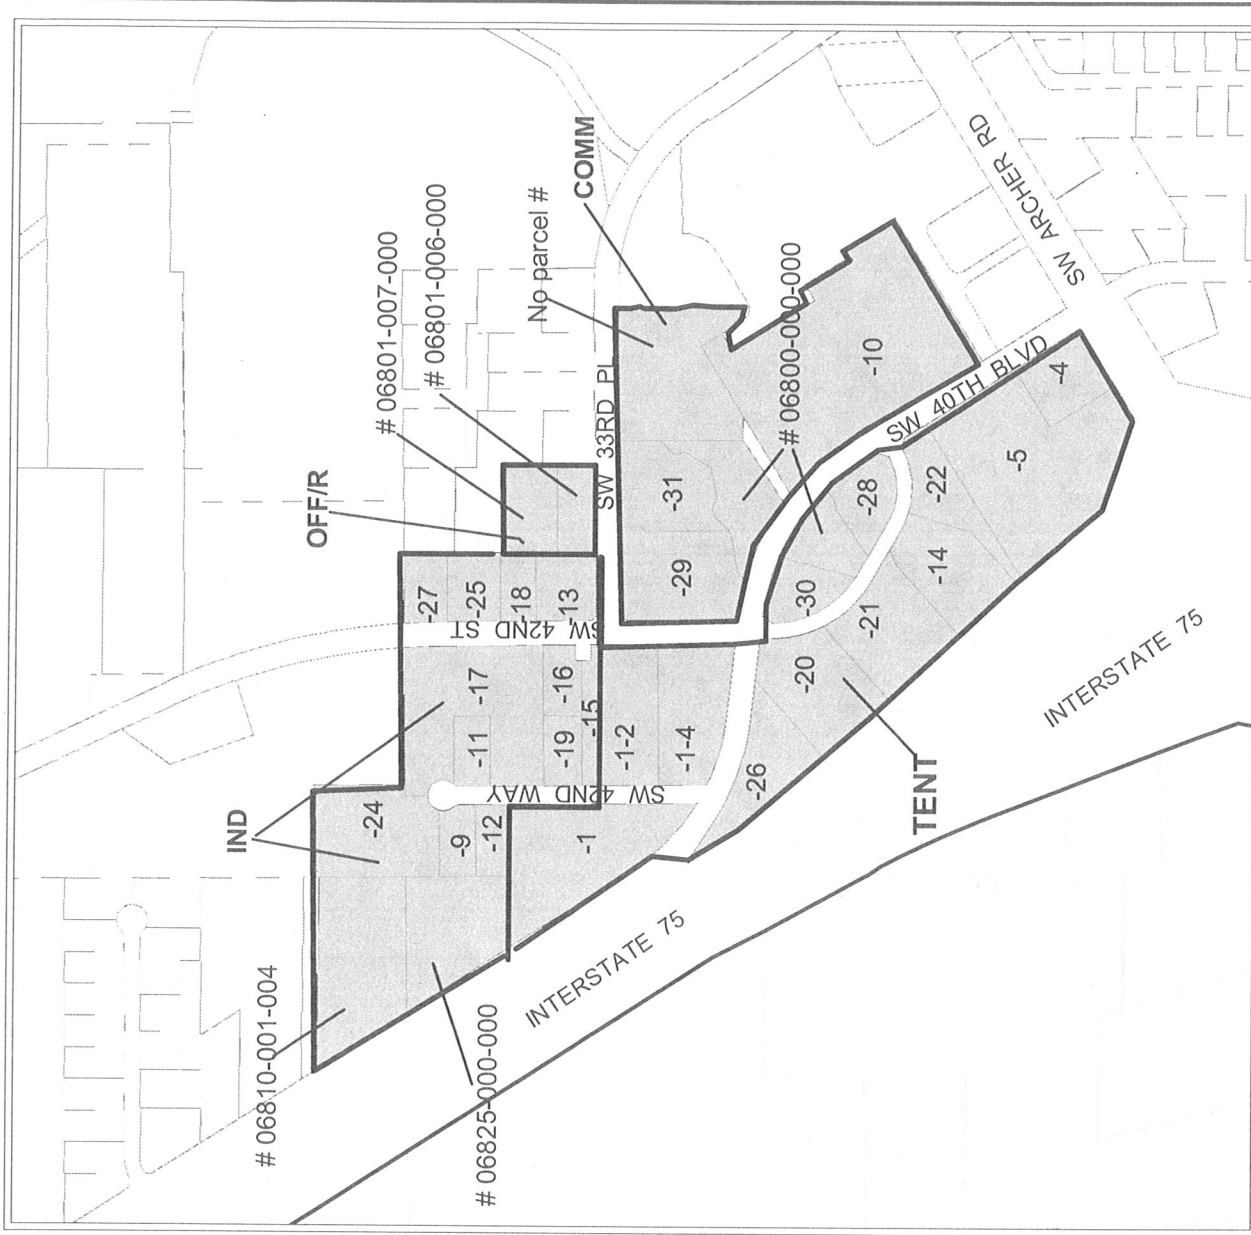 # 06801-007-000
# 06801-006-000
No parcel #
COMM
OFF/R
SW 33RD PL
# 06800-000-000
SW ARCHER RD
SW 40TH BLVD
SW 42ND ST
SW 42ND WAY
IND
# 06810-001-004
# 06825-000-000
INTERSTATE 75
INTERSTATE 75
TENT
-27
-25
-18
-13
-17
-16
-15
-11
-19
-24
-9
-12
-1
-1-2
-1-4
-26
-20
-21
-30
-28
-22
-14
-5
-4
-10
-31
-29